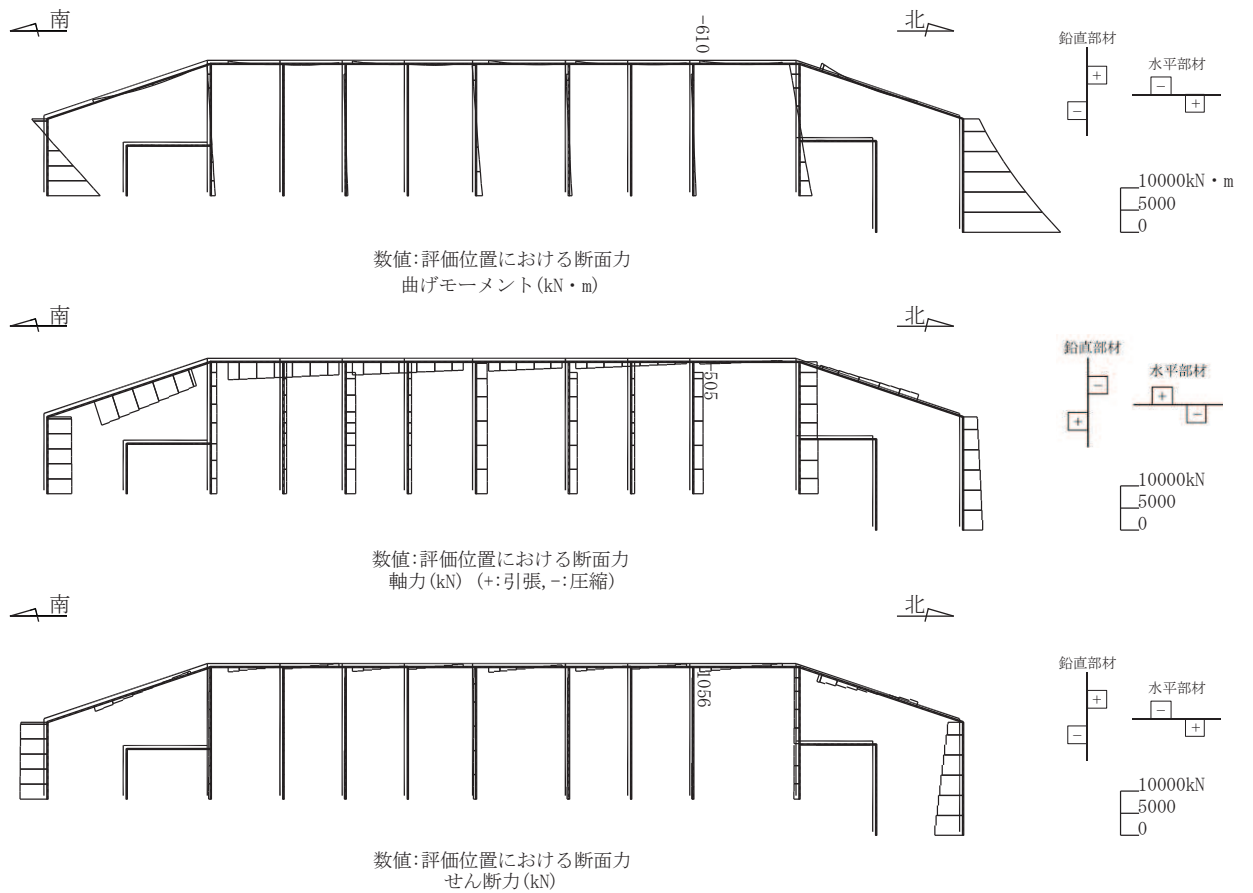 南
北
-610
鉛直部材
+
-
水平部材
-
+
10000kN・m
5000
0
数値:評価位置における断面力
曲げモーメント(kN・m)
南
北
-505
鉛直部材
-
+
水平部材
+
-
10000kN
5000
0
数値:評価位置における断面力
軸力(kN) (+:引張,-:圧縮)
南
北
1056
鉛直部材
+
-
水平部材
-
+
10000kN
5000
0
数値:評価位置における断面力
せん断力(kN)